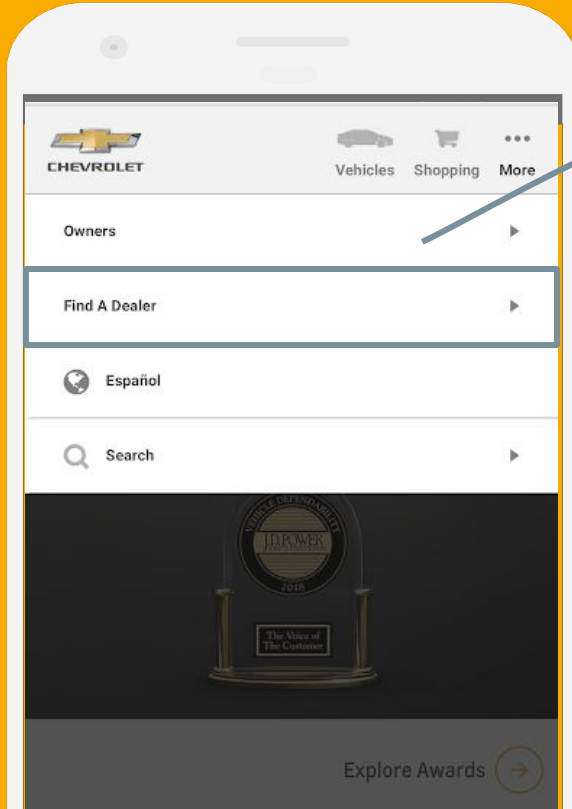 CHEVROLET
Vehicles Shopping More
Owners
Find A Dealer
Español
Search
VEHICLE DEPENDABILITY
J.D.POWER
2018
The Voice of
The Customer
Explore Awards